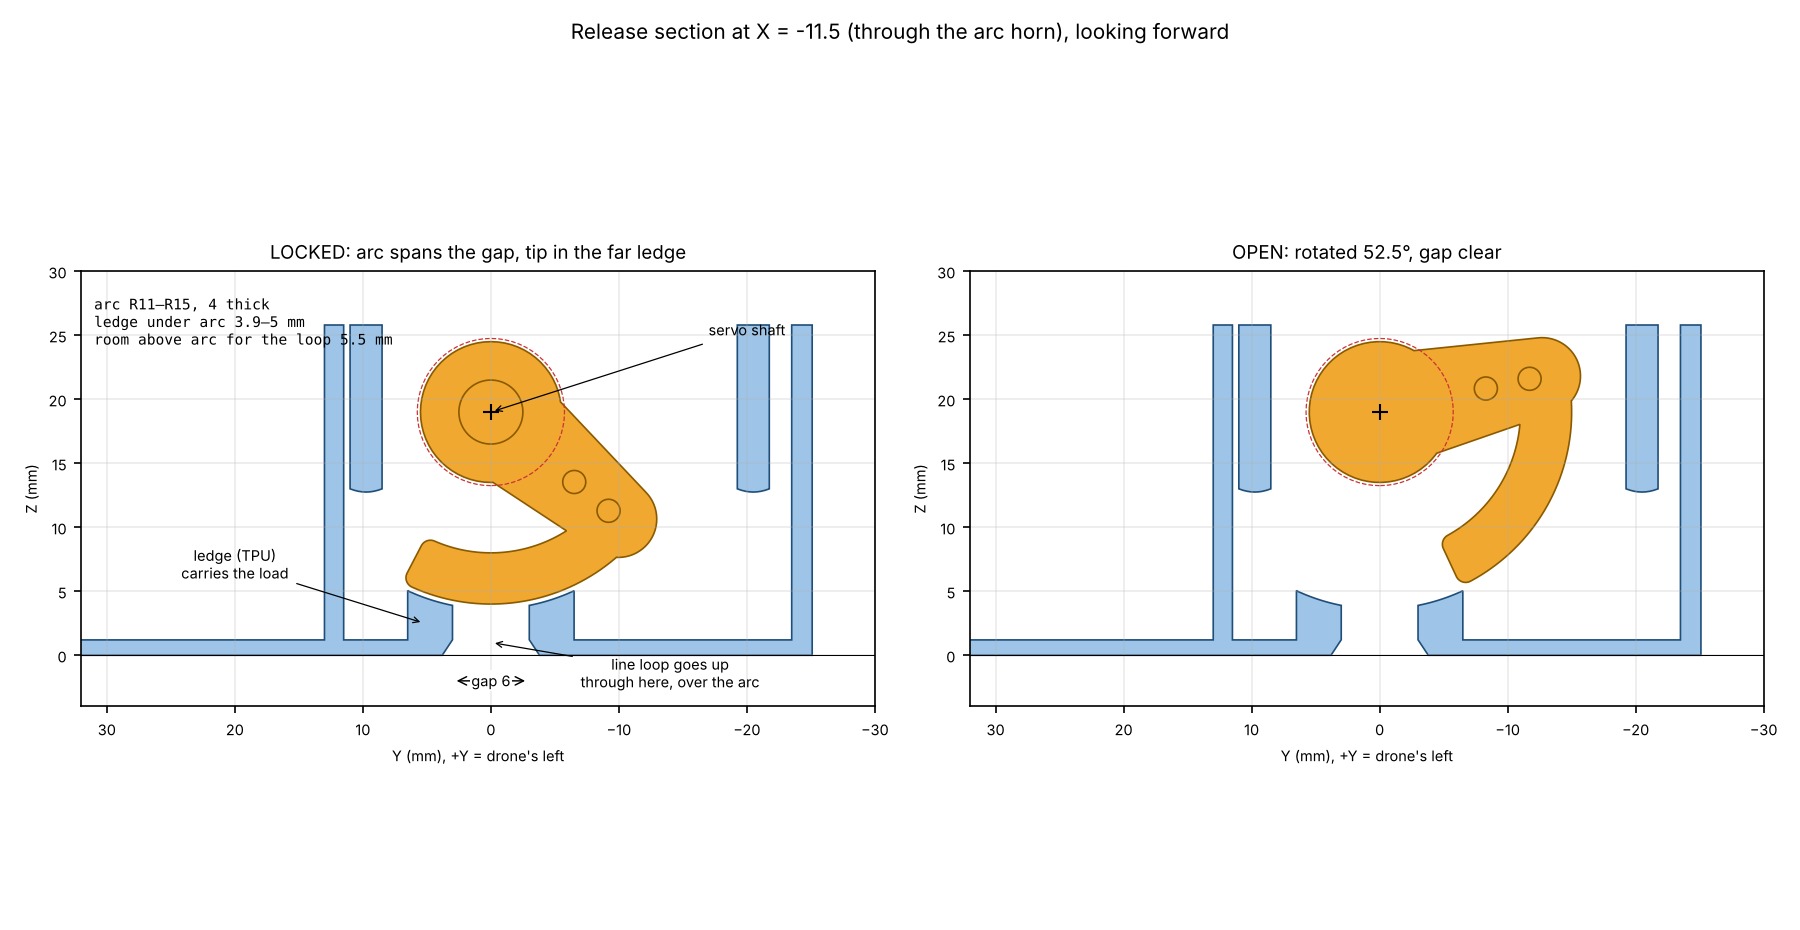 Release section at X = -11.5 (through the arc horn), looking forward
LOCKED: arc spans the gap, tip in the far ledge
30
25
20
15
10
5
0
Z (mm)
arc R11–R15, 4 thick
ledge under arc 3.9–5 mm
room above arc for the loop 5.5 mm
servo shaft
ledge (TPU)
carries the load
line loop goes up
through here, over the arc
gap 6
30
20
10
0
−10
−20
−30
Y (mm), +Y = drone's left
OPEN: rotated 52.5°, gap clear
30
25
20
15
10
5
0
Z (mm)
30
20
10
0
−10
−20
−30
Y (mm), +Y = drone's left